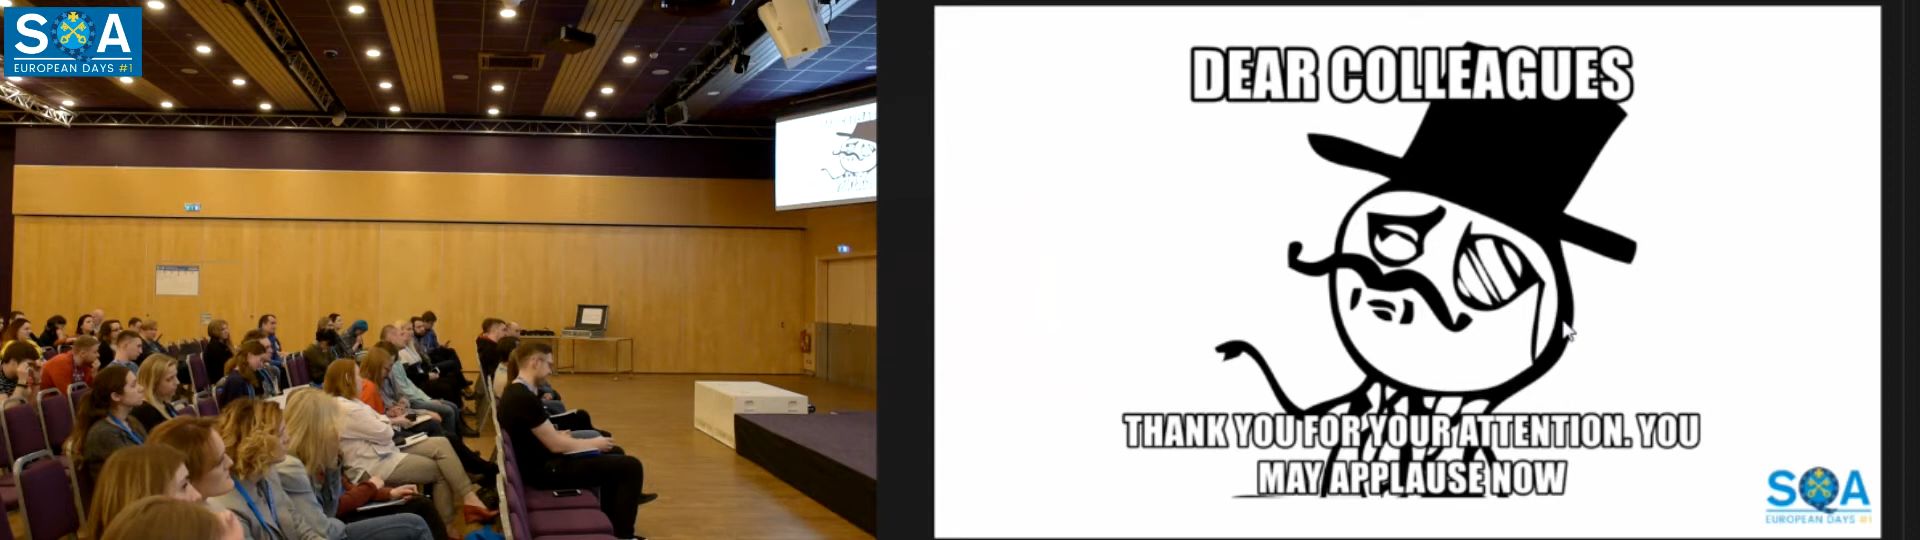 SQA
EUROPEAN DAYS #1
DEAR COLLEAGUES
THANK YOU FOR YOUR ATTENTION. YOU
MAY APPLAUSE NOW
SQA
EUROPEAN DAYS #1